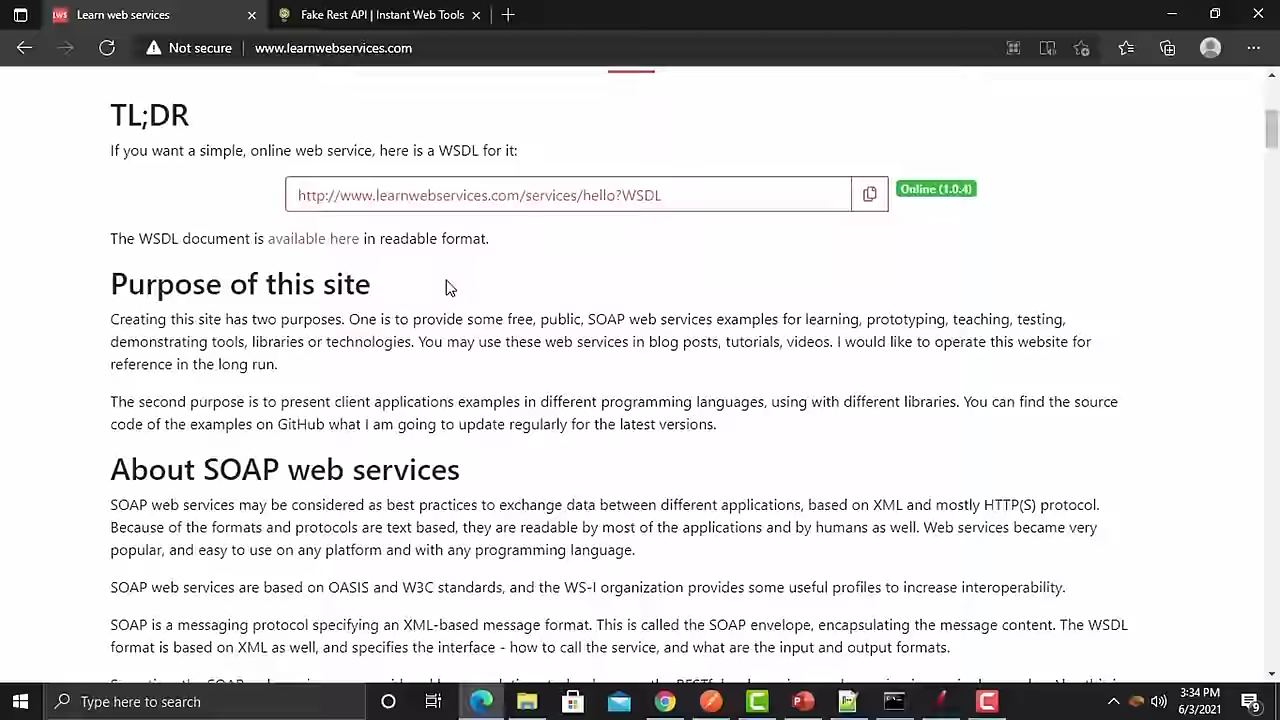 Learn web services
Fake Rest API | Instant Web Tools
Not secure
www.learnwebservices.com
TL;DR
If you want a simple, online web service, here is a WSDL for it:
http://www.learnwebservices.com/services/hello?WSDL
Online (1.0.4)
The WSDL document is available here in readable format.
Purpose of this site
Creating this site has two purposes. One is to provide some free, public, SOAP web services examples for learning, prototyping, teaching, testing,
demonstrating tools, libraries or technologies. You may use these web services in blog posts, tutorials, videos. I would like to operate this website for
reference in the long run.
The second purpose is to present client applications examples in different programming languages, using with different libraries. You can find the source
code of the examples on GitHub what I am going to update regularly for the latest versions.
About SOAP web services
SOAP web services may be considered as best practices to exchange data between different applications, based on XML and mostly HTTP(S) protocol.
Because of the formats and protocols are text based, they are readable by most of the applications and by humans as well. Web services became very
popular, and easy to use on any platform and with any programming language.
SOAP web services are based on OASIS and W3C standards, and the WS-I organization provides some useful profiles to increase interoperability.
SOAP is a messaging protocol specifying an XML-based message format. This is called the SOAP envelope, encapsulating the message content. The WSDL
format is based on XML as well, and specifies the interface - how to call the service, and what are the input and output formats.
Type here to search
3:34 PM
6/3/2021